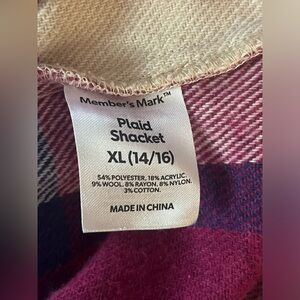 Member's Mark™
Plaid
Shacket
XL (14/16)
54% POLYESTER. 18% ACRYLIC.
9% WOOL. 8% RAYON. 8% NYLON.
3% COTTON.
MADE IN CHINA